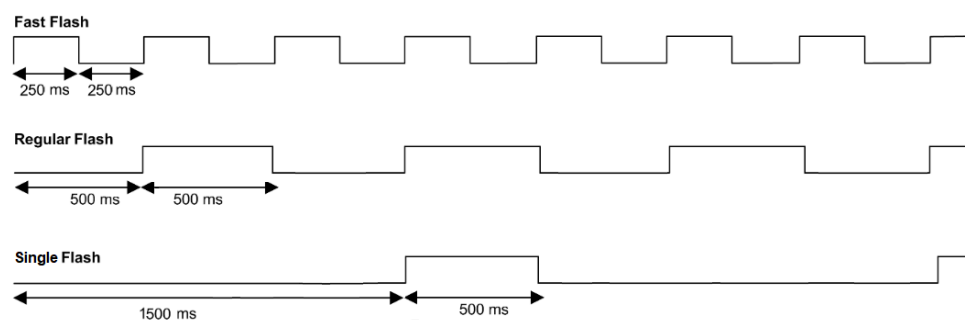 Fast Flash
250 ms 250 ms
Regular Flash
500 ms 500 ms
Single Flash
1500 ms 500 ms